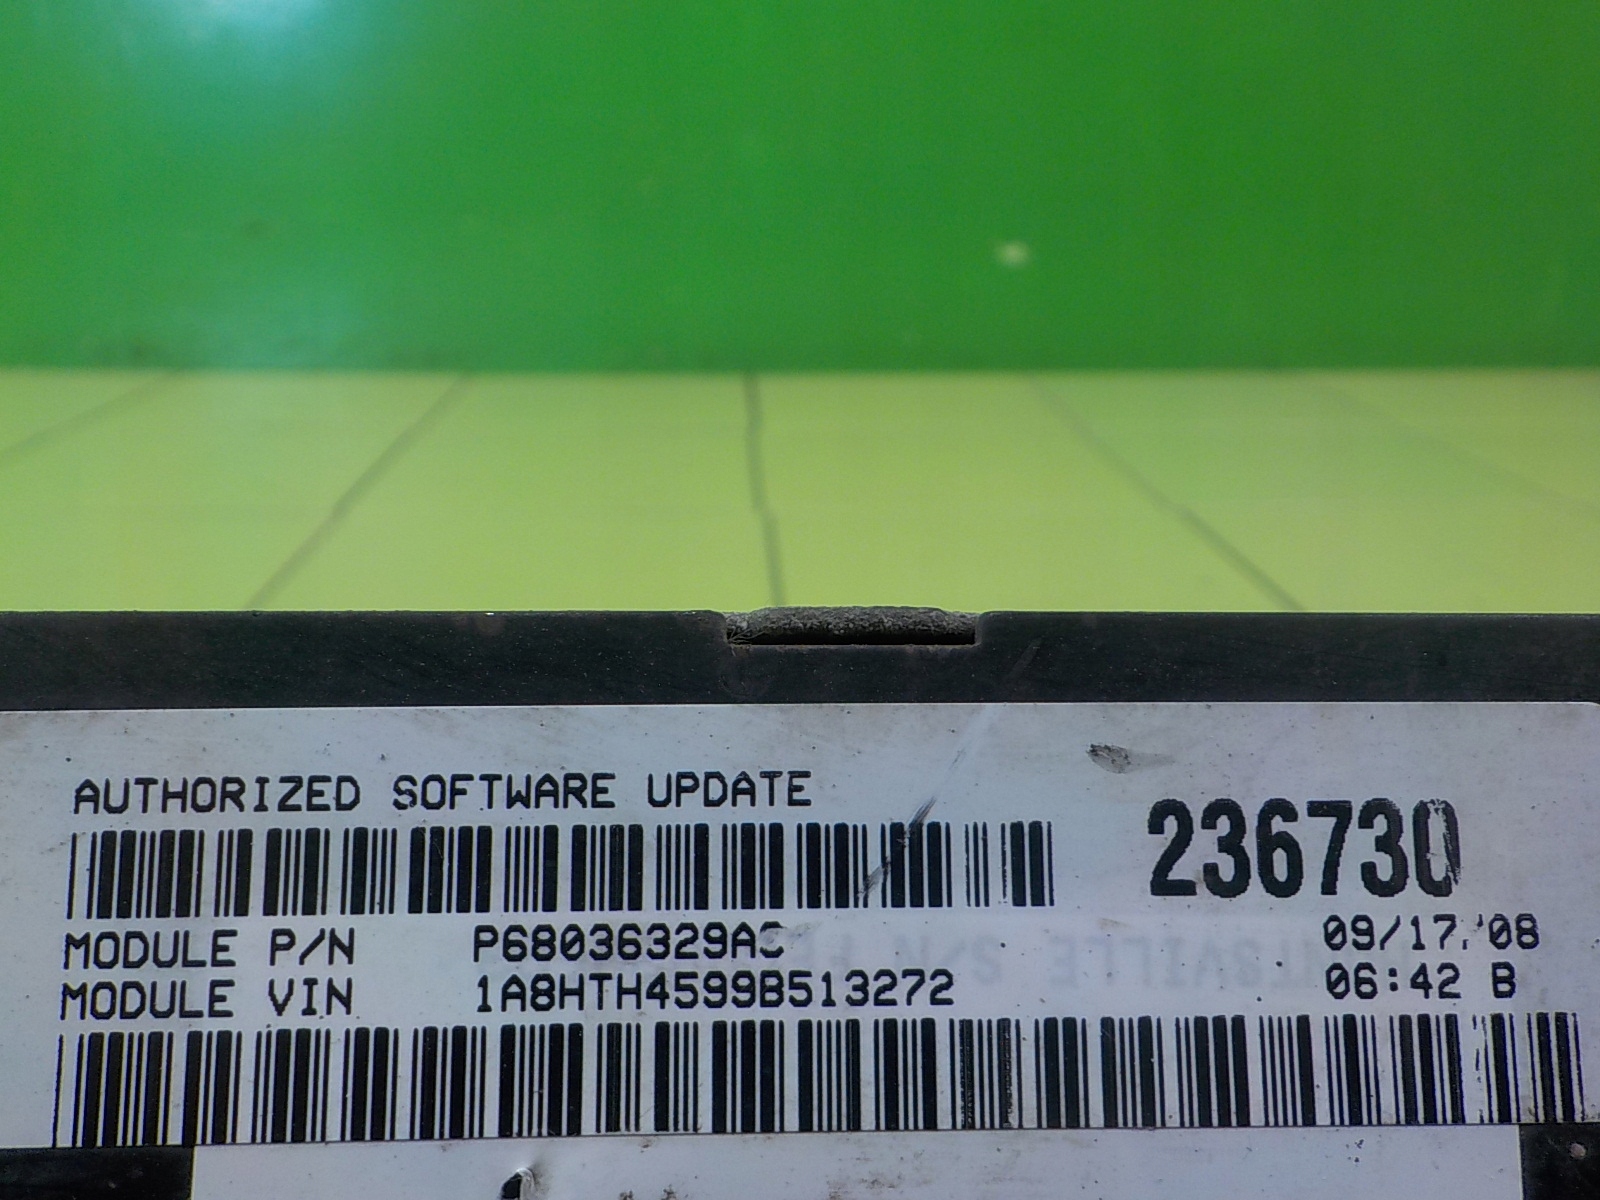 AUTHORIZED SOFTWARE UPDATE
236730
MODULE P/N P68036329AC
09/17/'08
MODULE VIN 1A8HTH4599B513272
06:42 B